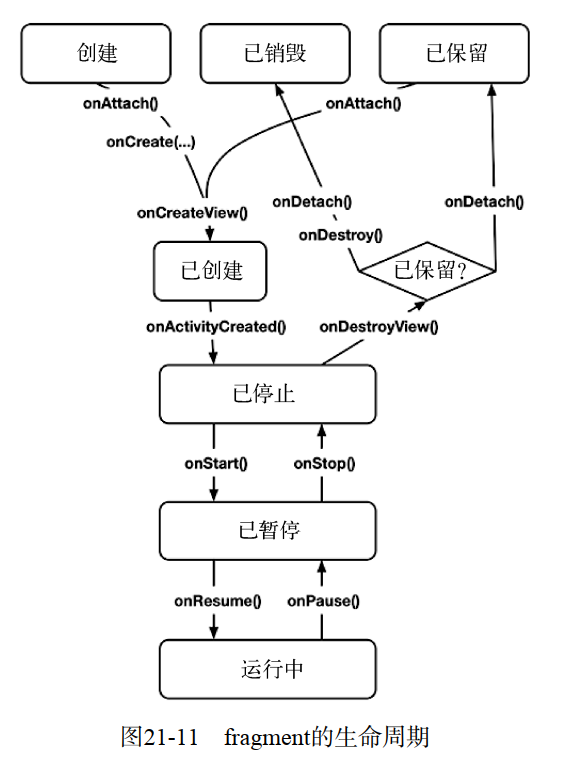 创建 已销毁 已保留
onAttach() onAttach()
onCreate(...)
onDetach() onDetach()
onCreateView()
onDestroy()
已创建 已保留?
onActivityCreated() onDestroyView()
已停止
onStart() onStop()
已暂停
onResume() onPause()
运行中
图21-11 fragment的生命周期